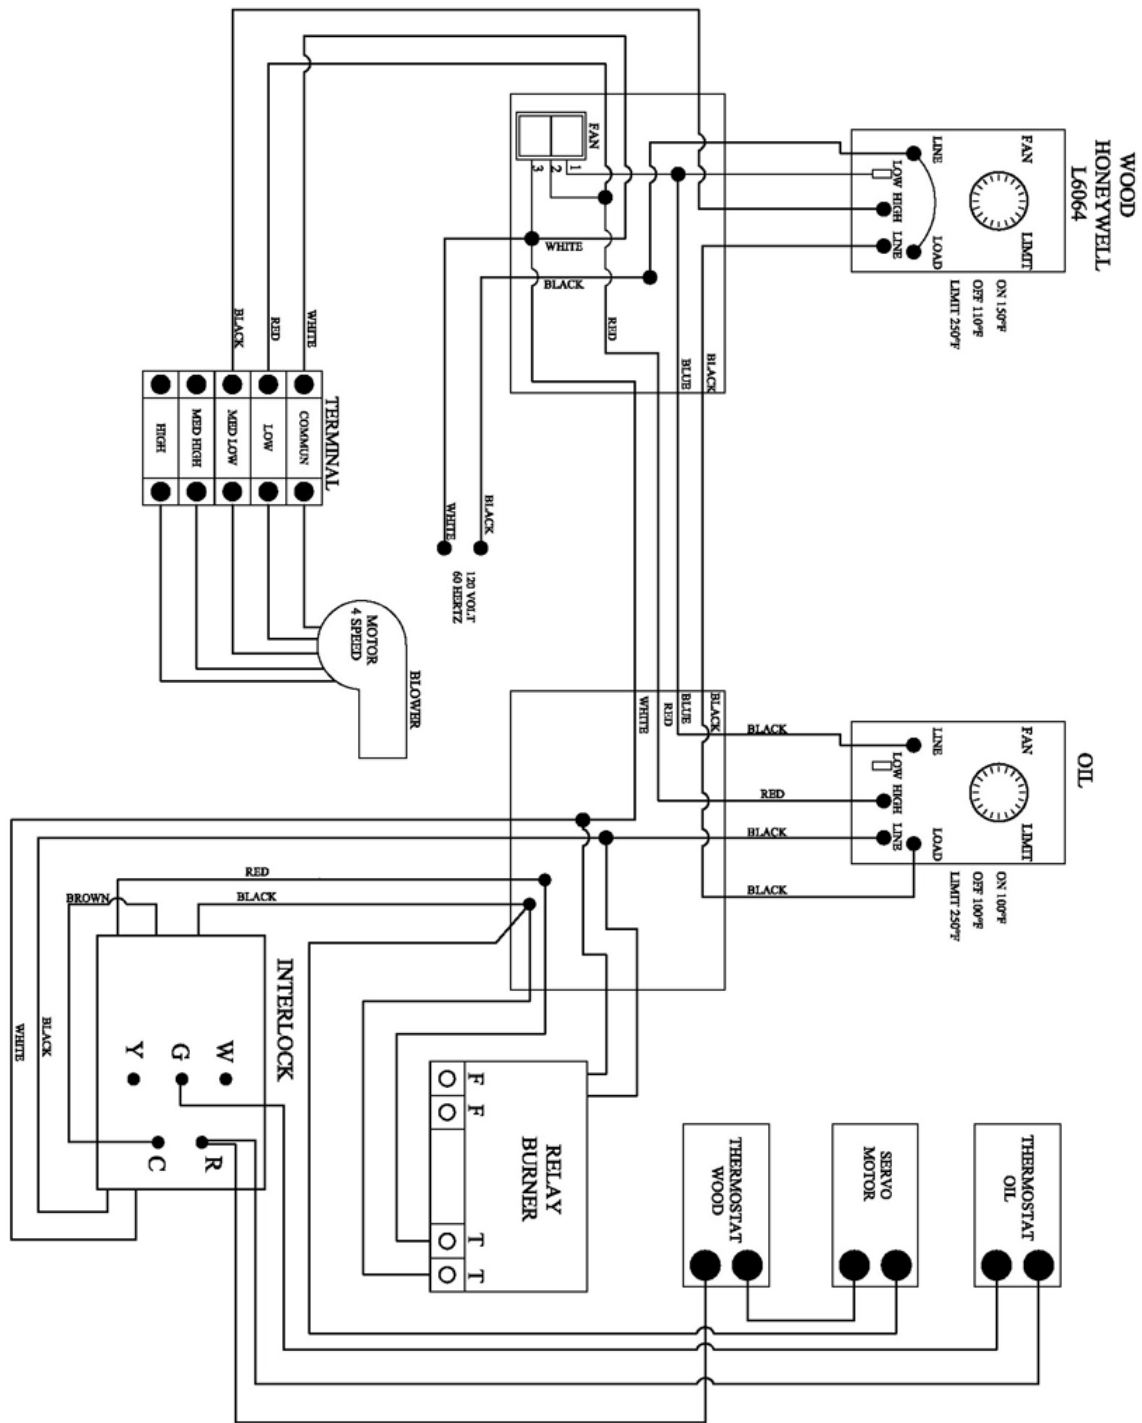 WOOD
HONEYWELL
L6064
FAN
LIMIT
LINE
LOW
HIGH
LINE
LOAD
ON 150°F
OFF 110°F
LIMIT 250°F
FAN
1
2
3
WHITE
BLACK
RED
BLUE
BLACK
BLACK
RED
WHITE
TERMINAL
HIGH
MED HIGH
MED LOW
LOW
COMMUN
WHITE
BLACK
120 VOLT
60 HERTZ
MOTOR
4 SPEED
BLOWER
WHITE
RED
BLUE
BLACK
BLACK
RED
BLACK
BLACK
OIL
FAN
LIMIT
LINE
LOW
HIGH
LINE
LOAD
ON 100°F
OFF 100°F
LIMIT 250°F
RED
BROWN
BLACK
INTERLOCK
Y
G
W
C
R
WHITE
BLACK
F
F
T
T
RELAY
BURNER
THERMOSTAT
WOOD
SERVO
MOTOR
THERMOSTAT
OIL